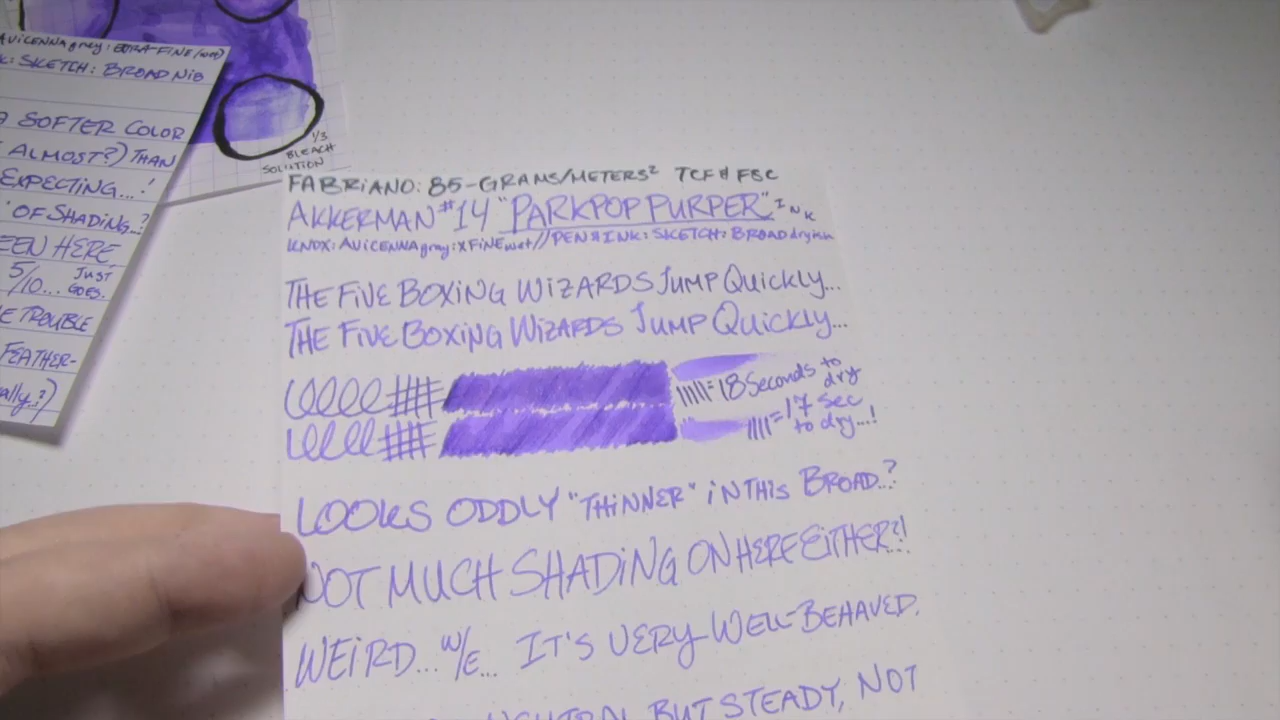 AVICENNA gray: EXTRA-FINE/wet)
K: SKETCH: BROAD NIB
A SOFTER COLOR
ALMOST?) THAN
EXPECTING...!
OF SHADING..?
EEN HERE
5/10... JUST GOES.
E TROUBLE
FEATHER-
ally :)
1/3
BLEACH
SOLUTION
FABRIANO: 85-GRAMS/METERS² TCF & FSC
AKKERMAN #14 "PARKPOP PURPER" INK
KNOX: AVICENNA gray: XFINE wet // PEN & INK: SKETCH: BROAD dryish
THE FIVE BOXING WIZARDS JUMP QUICKLY...
THE FIVE BOXING WIZARDS JUMP QUICKLY...
= 18 Seconds to dry
= 17 sec to dry...!
LOOKS ODDLY "THINNER" IN THIS BROAD..?
NOT MUCH SHADING ON HERE EITHER?!
WEIRD... W/E... IT'S VERY WELL-BEHAVED.
NEUTRAL BUT STEADY, NOT